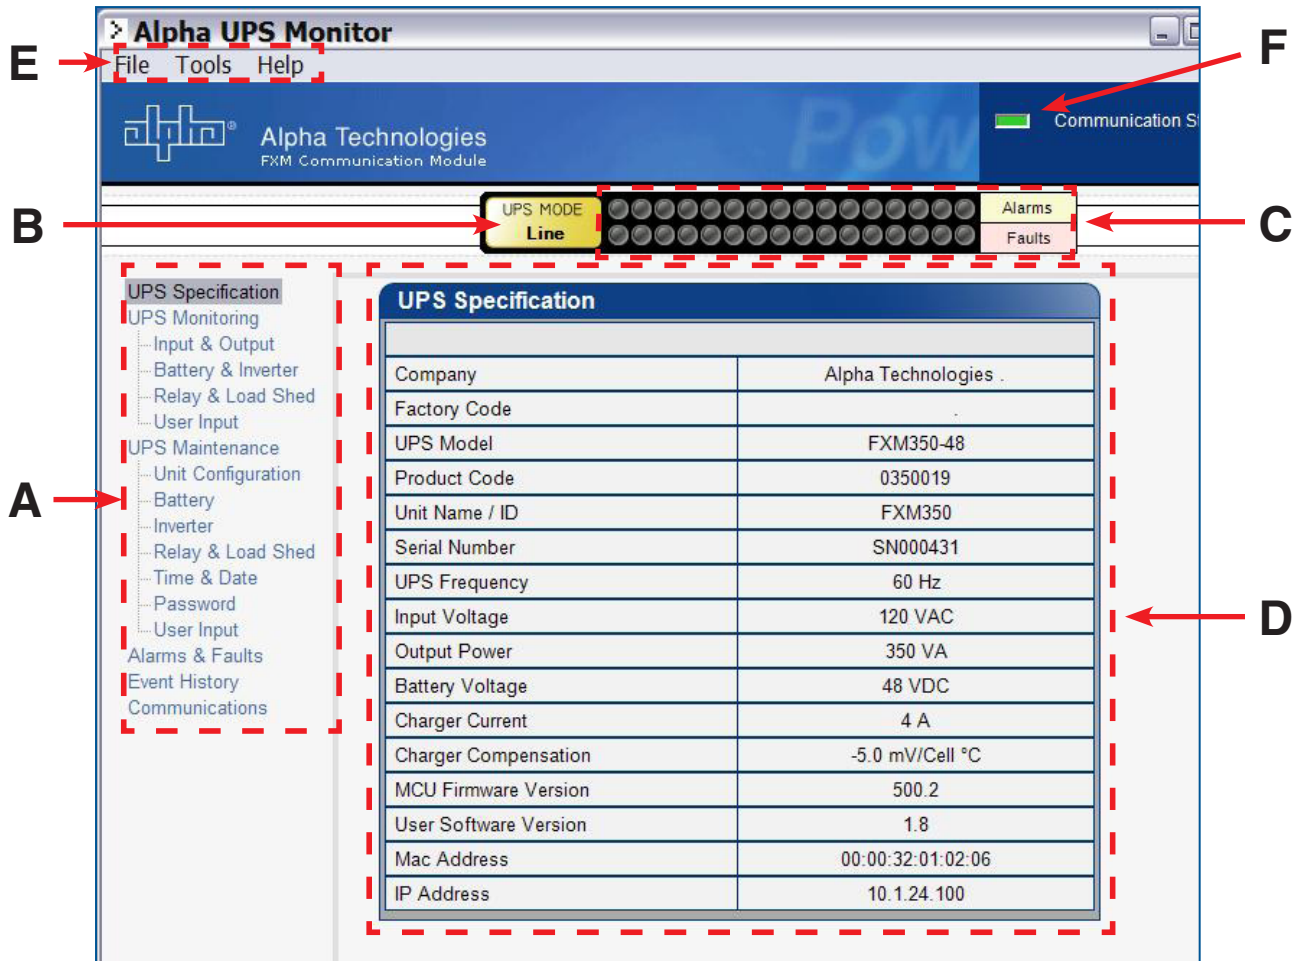 Alpha UPS Monitor
E
File Tools Help
F
alpha®
Alpha Technologies
FXM Communication Module
Pow
Communication S
B
UPS MODE
Line
Alarms
Faults
C
UPS Specification
UPS Monitoring
Input & Output
Battery & Inverter
Relay & Load Shed
User Input
UPS Maintenance
Unit Configuration
Battery
Inverter
Relay & Load Shed
Time & Date
Password
User Input
Alarms & Faults
Event History
Communications
A
UPS Specification
Company Alpha Technologies .
Factory Code .
UPS Model FXM350-48
Product Code 0350019
Unit Name / ID FXM350
Serial Number SN000431
UPS Frequency 60 Hz
Input Voltage 120 VAC
Output Power 350 VA
Battery Voltage 48 VDC
Charger Current 4 A
Charger Compensation -5.0 mV/Cell °C
MCU Firmware Version 500.2
User Software Version 1.8
Mac Address 00:00:32:01:02:06
IP Address 10.1.24.100
D